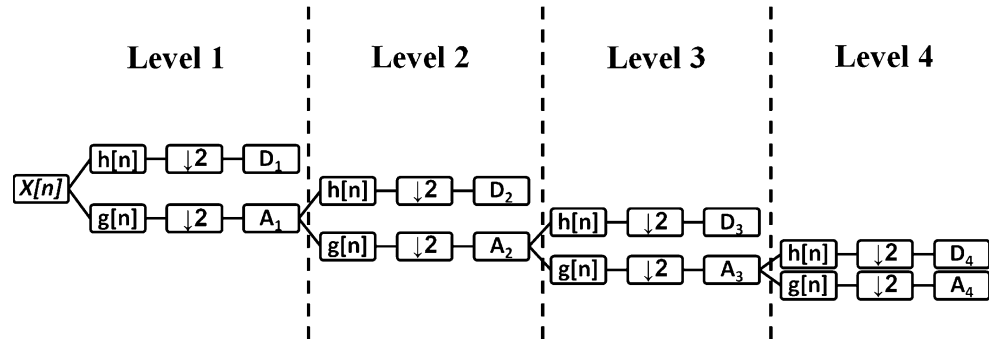 Level 1 Level 2 Level 3 Level 4
h[n] ↓2 D₁
X[n]
g[n] ↓2 A₁
h[n] ↓2 D₂
g[n] ↓2 A₂
h[n] ↓2 D₃
g[n] ↓2 A₃
h[n] ↓2 D₄
g[n] ↓2 A₄